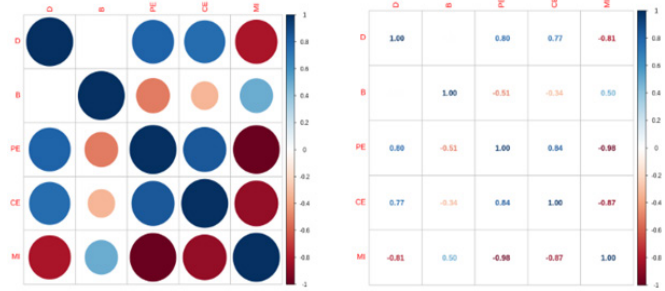 D B PE CE MI
D
B
PE
CE
MI
1
0.8
0.6
0.4
0.2
0
-0.2
-0.4
-0.6
-0.8
-1
D B PE CE MI
D 1.00 0.80 0.77 -0.81
B 1.00 -0.51 -0.34 0.50
PE 0.80 -0.51 1.00 0.84 -0.98
CE 0.77 -0.34 0.84 1.00 -0.87
MI -0.81 0.50 -0.98 -0.87 1.00
1
0.8
0.6
0.4
0.2
0
-0.2
-0.4
-0.6
-0.8
-1